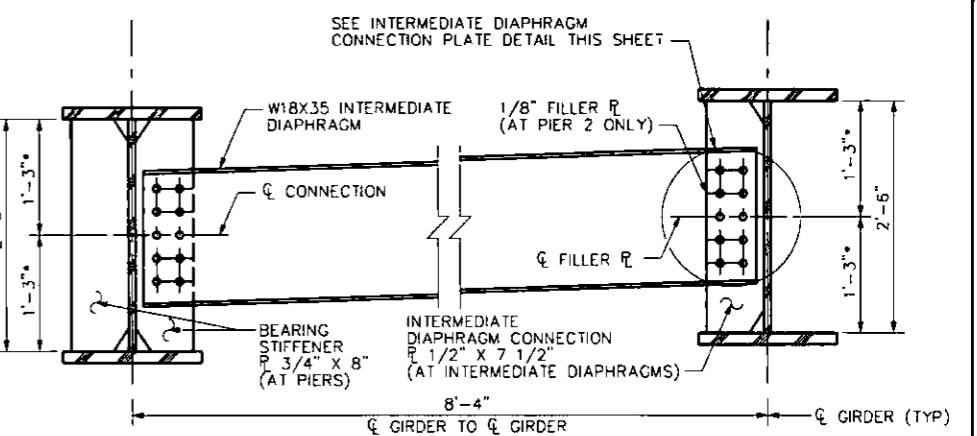 SEE INTERMEDIATE DIAPHRAGM
CONNECTION PLATE DETAIL THIS SHEET
W18X35 INTERMEDIATE
DIAPHRAGM
1/8" FILLER ℄
(AT PIER 2 ONLY)
℄ CONNECTION
1'-3"*
1'-3"*
1'-3"*
1'-3"*
2'-6"
℄ FILLER PL
BEARING
STIFFENER
PL 3/4" X 8"
(AT PIERS)
INTERMEDIATE
DIAPHRAGM CONNECTION
PL 1/2" X 7 1/2"
(AT INTERMEDIATE DIAPHRAGMS)
8'-4"
℄ GIRDER TO ℄ GIRDER
℄ GIRDER (TYP)